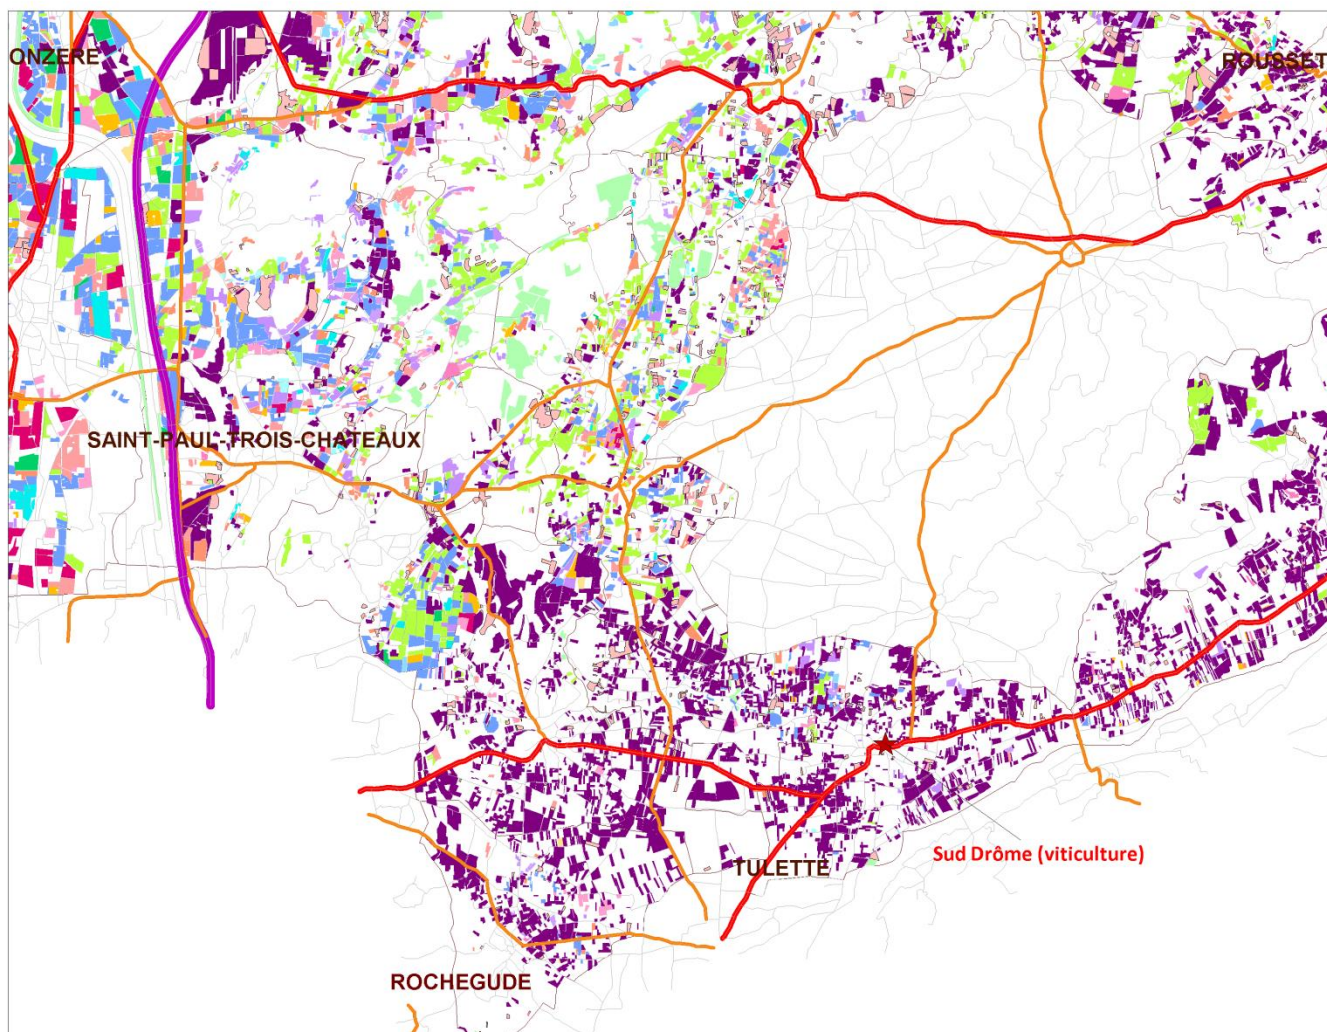 ONZERE
ROUSSET
SAINT-PAUL-TROIS-CHATEAUX
Sud Drôme (viticulture)
TULETTE
ROCHEGUDE